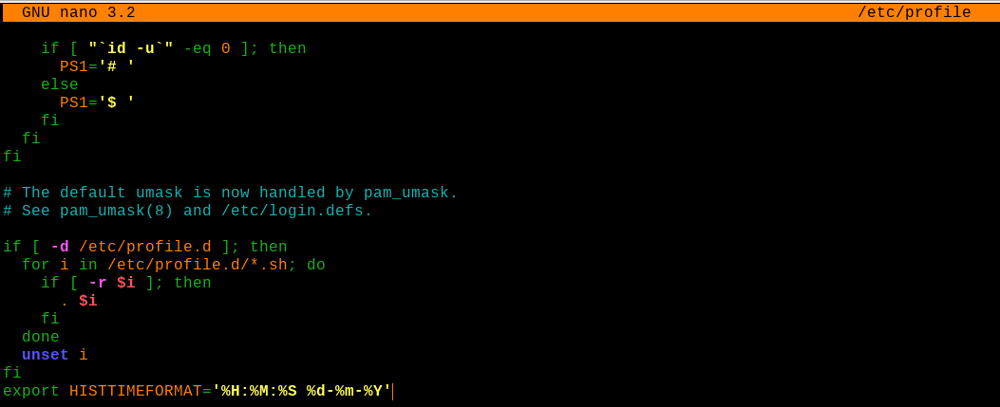 GNU nano 3.2 /etc/profile
if [ "`id -u`" -eq 0 ]; then
PS1='# '
else
PS1='$ '
fi
fi
fi
# The default umask is now handled by pam_umask.
# See pam_umask(8) and /etc/login.defs.
if [ -d /etc/profile.d ]; then
for i in /etc/profile.d/*.sh; do
if [ -r $i ]; then
. $i
fi
done
unset i
fi
export HISTTIMEFORMAT='%H:%M:%S %d-%m-%Y'